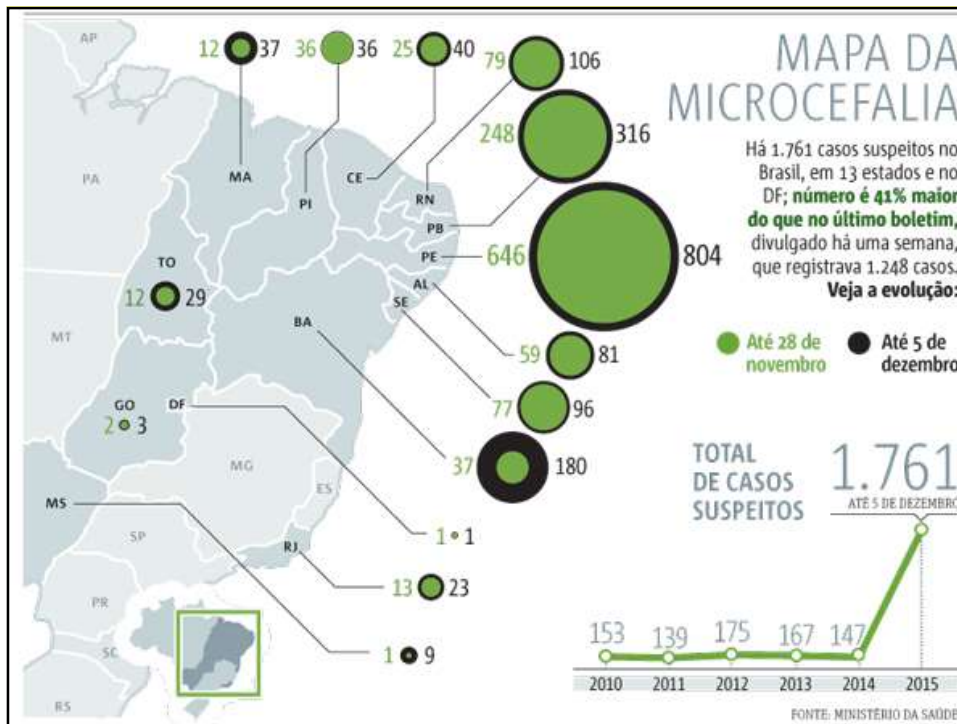 MAPA DA
MICROCEFALIA
Há 1.761 casos suspeitos no
Brasil, em 13 estados e no
DF; número é 41% maior
do que no último boletim,
divulgado há uma semana,
que registrava 1.248 casos.
Veja a evolução:
Até 28 de
novembro
Até 5 de
dezembro
AP
12 37
36 36
25 40
79 106
248 316
PA
MA
PI
CE
RN
PB
PE
646 804
AL
SE
TO
12 29
BA
MT
59 81
77 96
37 180
GO
2 3
DF
MG
ES
MS
SP
1 1
RJ
13 23
PR
1 9
SC
RS
TOTAL
DE CASOS
SUSPEITOS
1.761
ATÉ 5 DE DEZEMBRO
153 139 175 167 147
2010 2011 2012 2013 2014 2015
FONTE: MINISTÉRIO DA SAÚDE